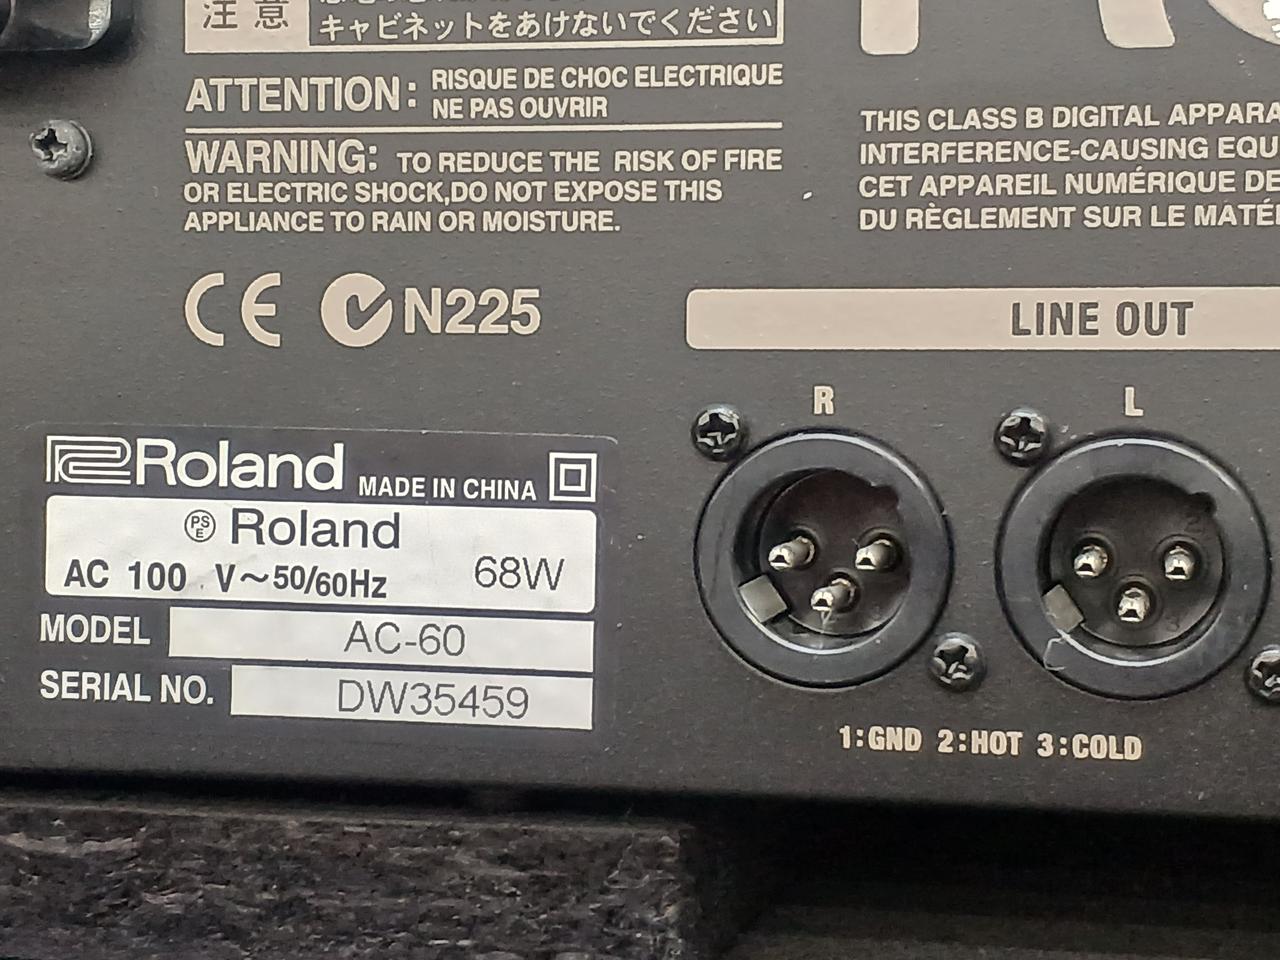 注意
キャビネットをあけないでください
ATTENTION: RISQUE DE CHOC ELECTRIQUE
NE PAS OUVRIR
WARNING: TO REDUCE THE RISK OF FIRE
OR ELECTRIC SHOCK,DO NOT EXPOSE THIS
APPLIANCE TO RAIN OR MOISTURE.
THIS CLASS B DIGITAL
INTERFERENCE-CAUSING
CET APPAREIL NUMÉRIQUE DE
DU RÈGLEMENT SUR LE
CE N225
LINE OUT
R L
Roland MADE IN CHINA
PSE Roland
AC 100 V~50/60Hz 68W
MODEL AC-60
SERIAL NO. DW35459
1:GND 2:HOT 3:COLD